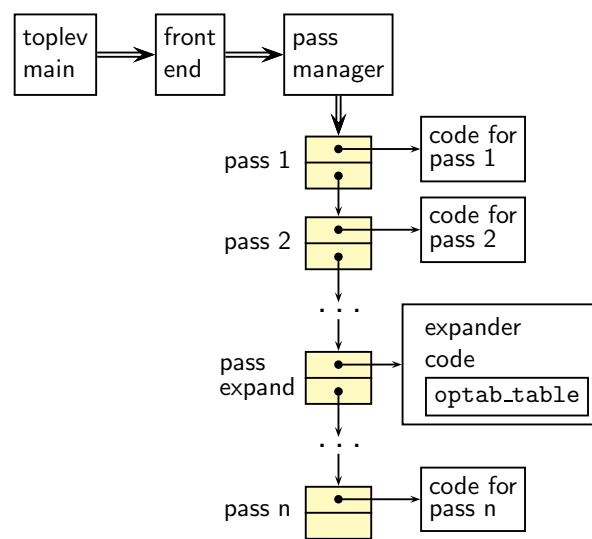 toplev
main
front
end
pass
manager
pass 1
code for
pass 1
pass 2
code for
pass 2
. . .
pass
expand
expander
code
optab_table
. . .
pass n
code for
pass n